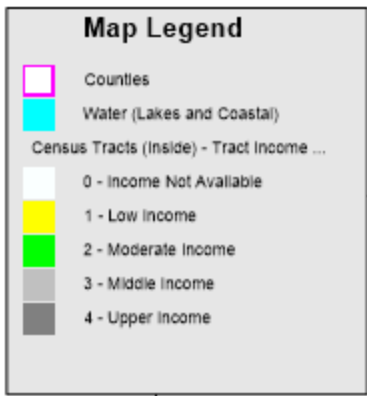 Map Legend
Counties
Water (Lakes and Coastal)
Census Tracts (Inside) - Tract Income ...
0 - Income Not Available
1 - Low Income
2 - Moderate Income
3 - Middle Income
4 - Upper Income